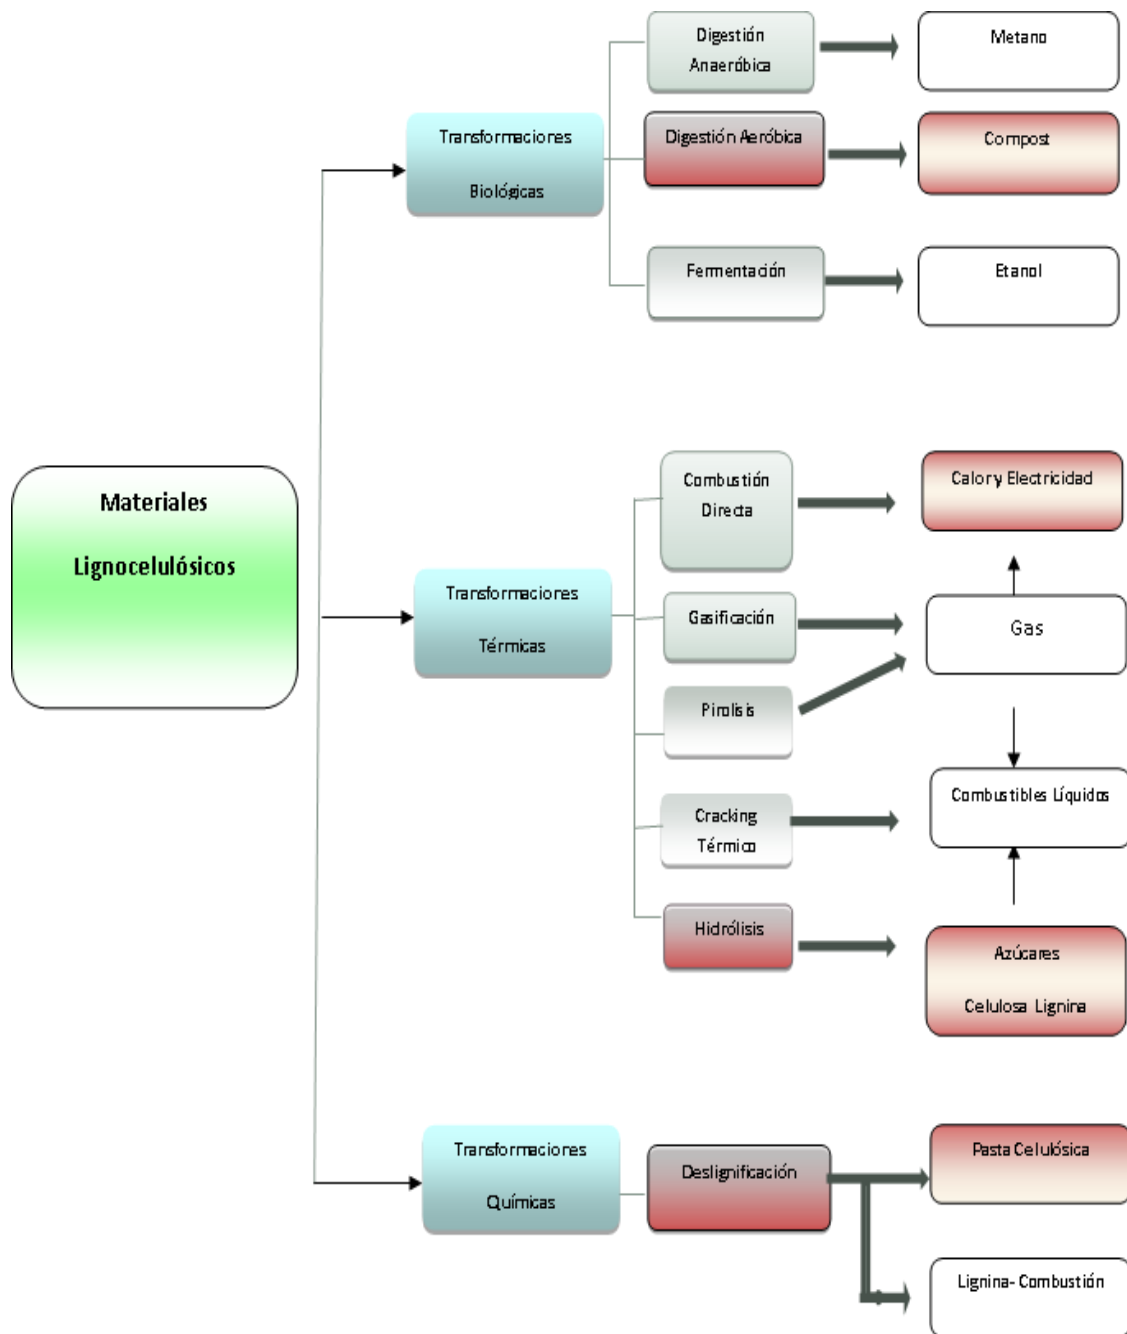 Digestión
Anaeróbica
Metano
Transformaciones
Biológicas
Digestión Aeróbica
Compost
Fermentación
Etanol
Materiales
Lignocelulósicos
Combustión
Directa
Calor y Electricidad
Transformaciones
Térmicas
Gasificación
Gas
Pirolisis
Combustibles Líquidos
Cracking
Térmico
Hidrólisis
Azúcares
Celulosa Lignina
Transformaciones
Químicas
Deslignificación
Pasta Celulósica
Lignina- Combustión